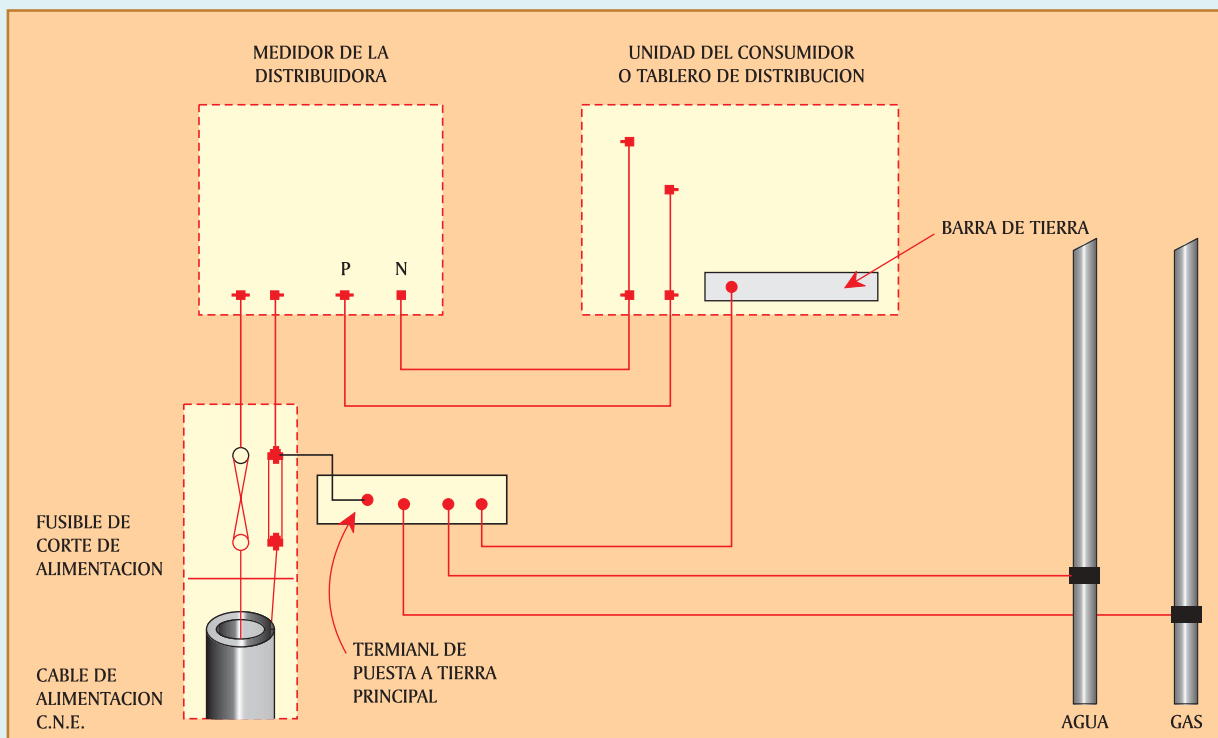 MEDIDOR DE LA
DISTRIBUIDORA
UNIDAD DEL CONSUMIDOR
O TABLERO DE DISTRIBUCION
BARRA DE TIERRA
P
N
FUSIBLE DE
CORTE DE
ALIMENTACION
TERMIANL DE
PUESTA A TIERRA
PRINCIPAL
CABLE DE
ALIMENTACION
C.N.E.
AGUA
GAS